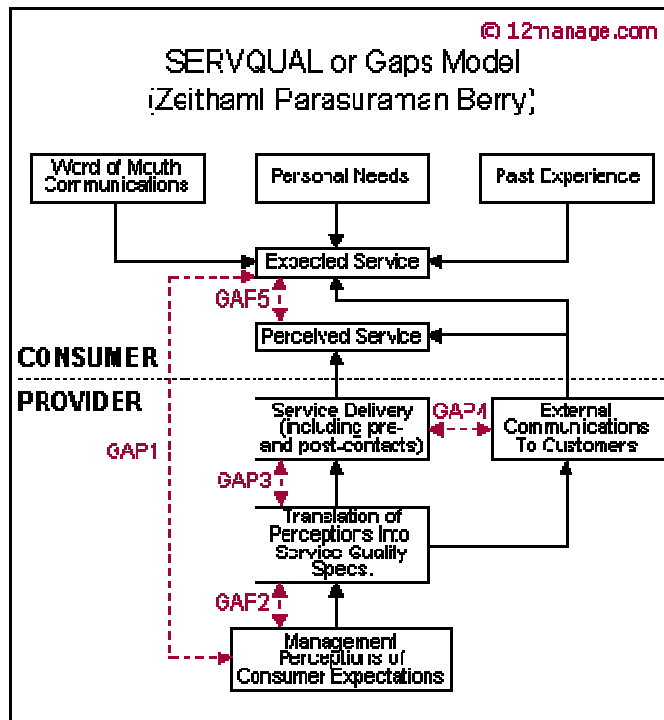 © 12manage.com
SERVQUAL or Gaps Model
(Zeithaml Parasuraman Berry)
Word of Mouth
Communications
Personal Needs
Past Experience
Expected Service
GAP5
Perceived Service
CONSUMER
PROVIDER
Service Delivery
(including pre-
and post-contacts)
GAP4
External
Communications
To Customers
GAP1
GAP3
Translation of
Perceptions Into
Service Quality
Specs.
GAP2
Management
Perceptions of
Consumer Expectations